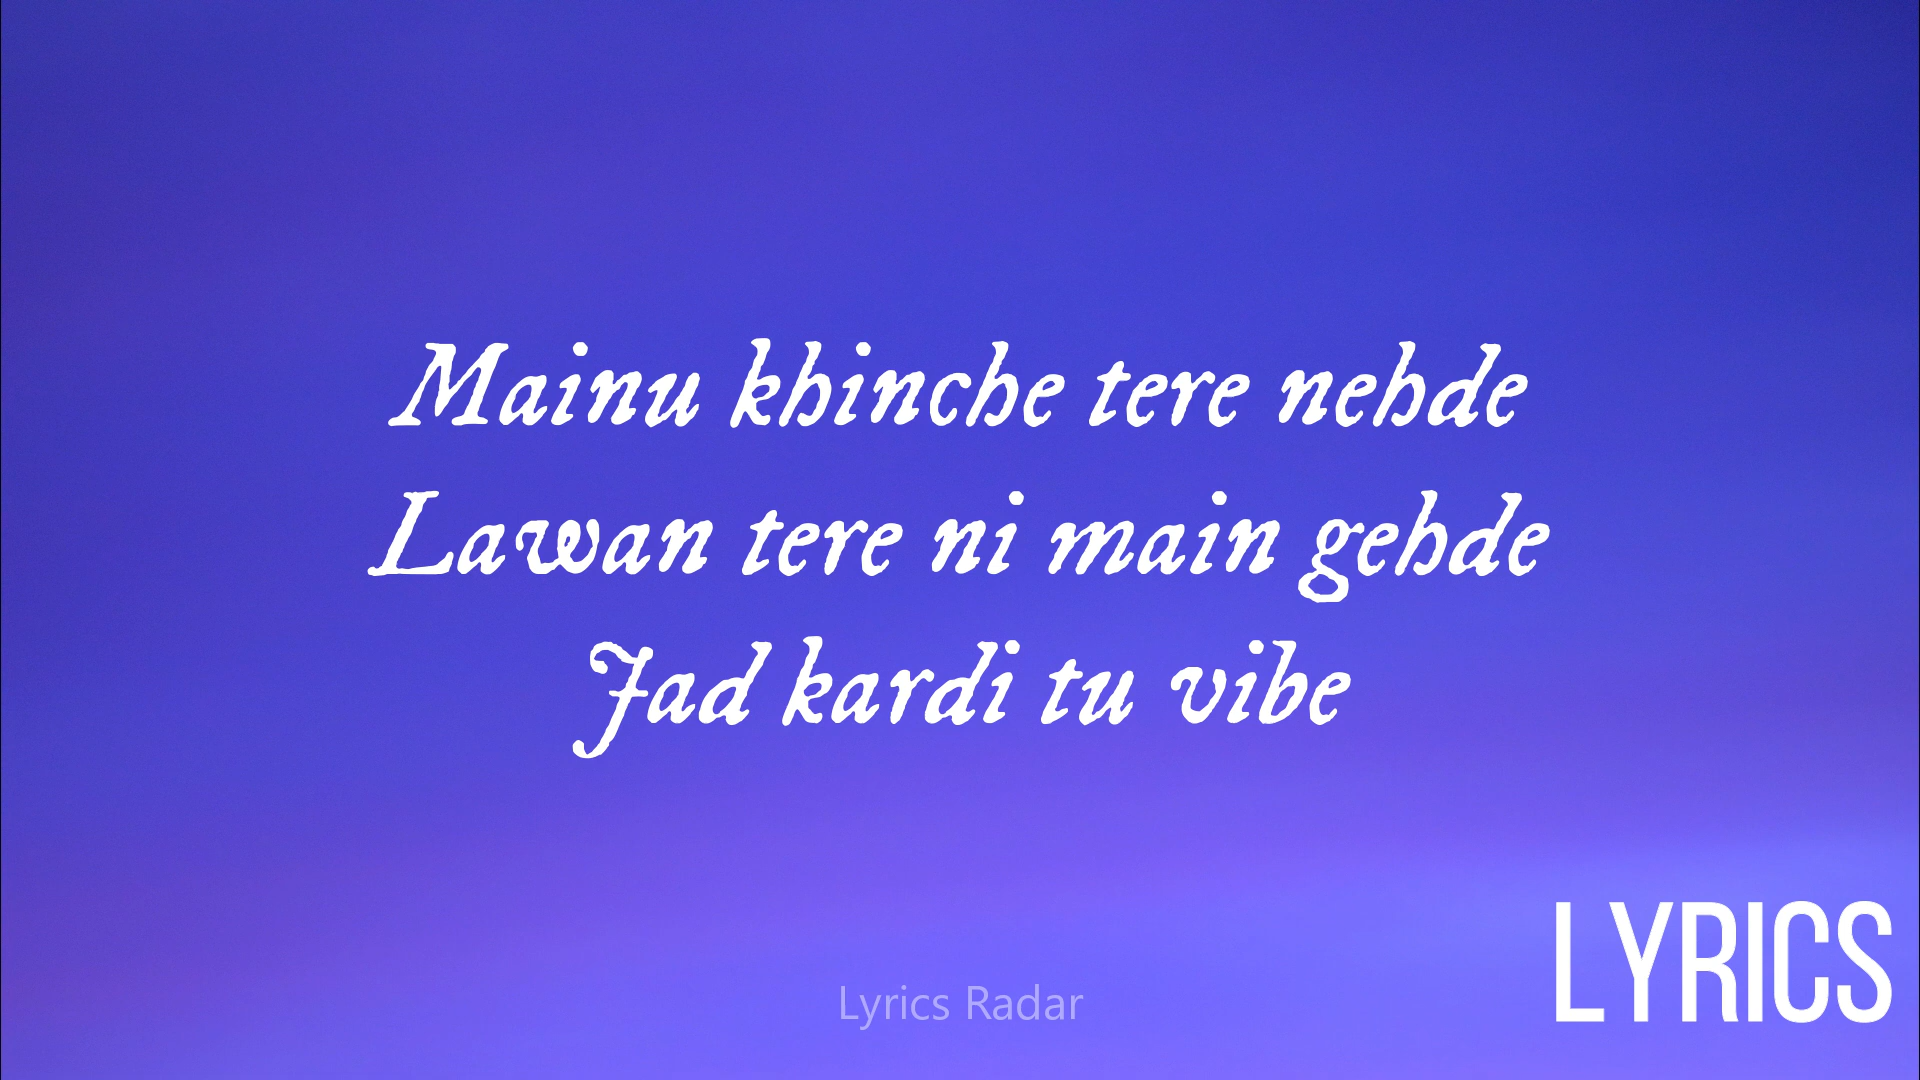 Mainu khinche tere nehde
Lawan tere ni main gehde
Jad kardi tu vibe
LYRICS
Lyrics Radar